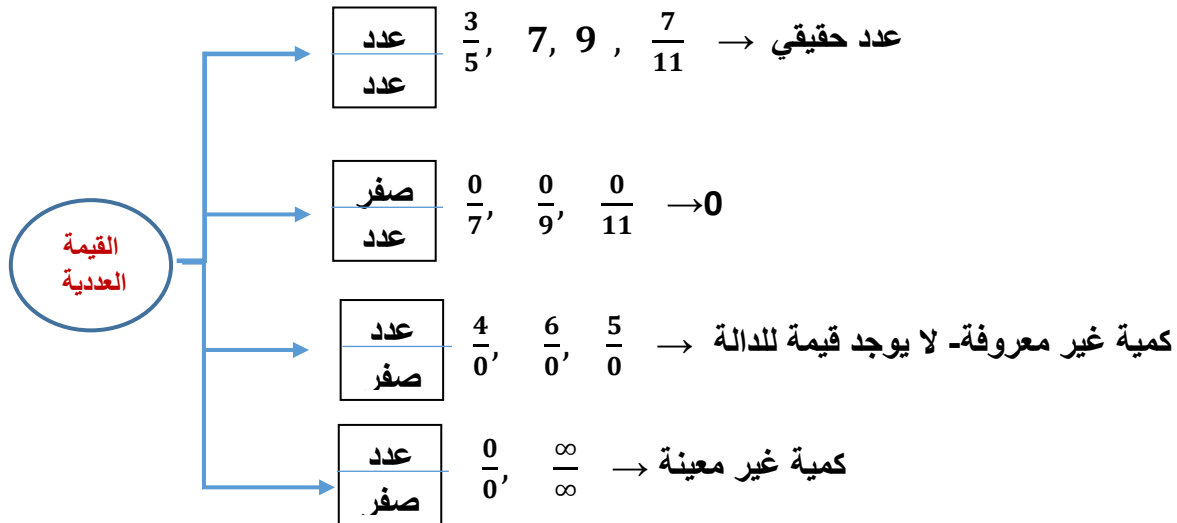 عدد
عدد
3/5, 7, 9 , 7/11 → عدد حقيقي
صفر
عدد
0/7, 0/9, 0/11 →0
القيمة
العددية
عدد
صفر
4/0, 6/0, 5/0 → كمية غير معروفة- لا يوجد قيمة للدالة
عدد
صفر
0/0, ∞/∞ → كمية غير معينة